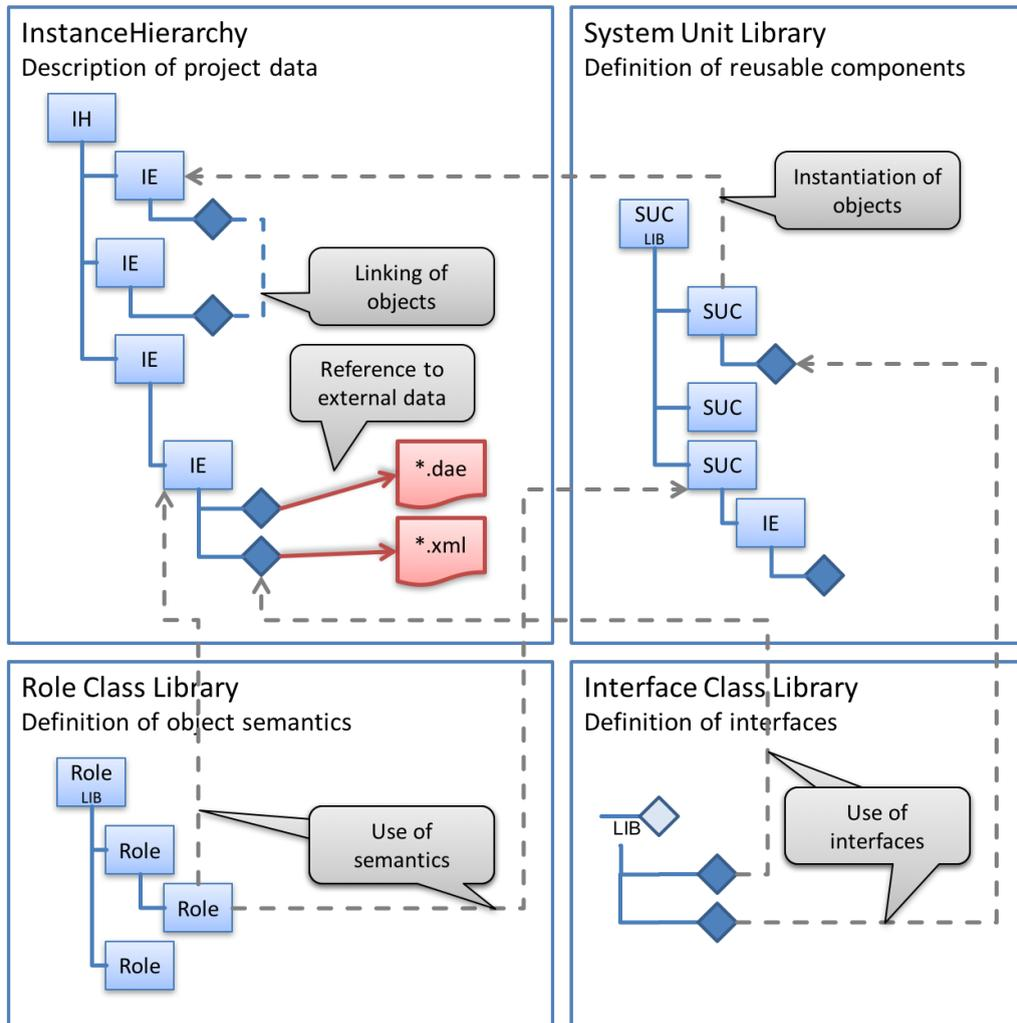 InstanceHierarchy
Description of project data
IH
IE
IE
Linking of
objects
IE
Reference to
external data
IE
*.dae
*.xml
System Unit Library
Definition of reusable components
Instantiation of
objects
SUC
LIB
SUC
SUC
SUC
IE
Role Class Library
Definition of object semantics
Role
LIB
Role
Use of
semantics
Role
Role
Interface Class Library
Definition of interfaces
LIB
Use of
interfaces